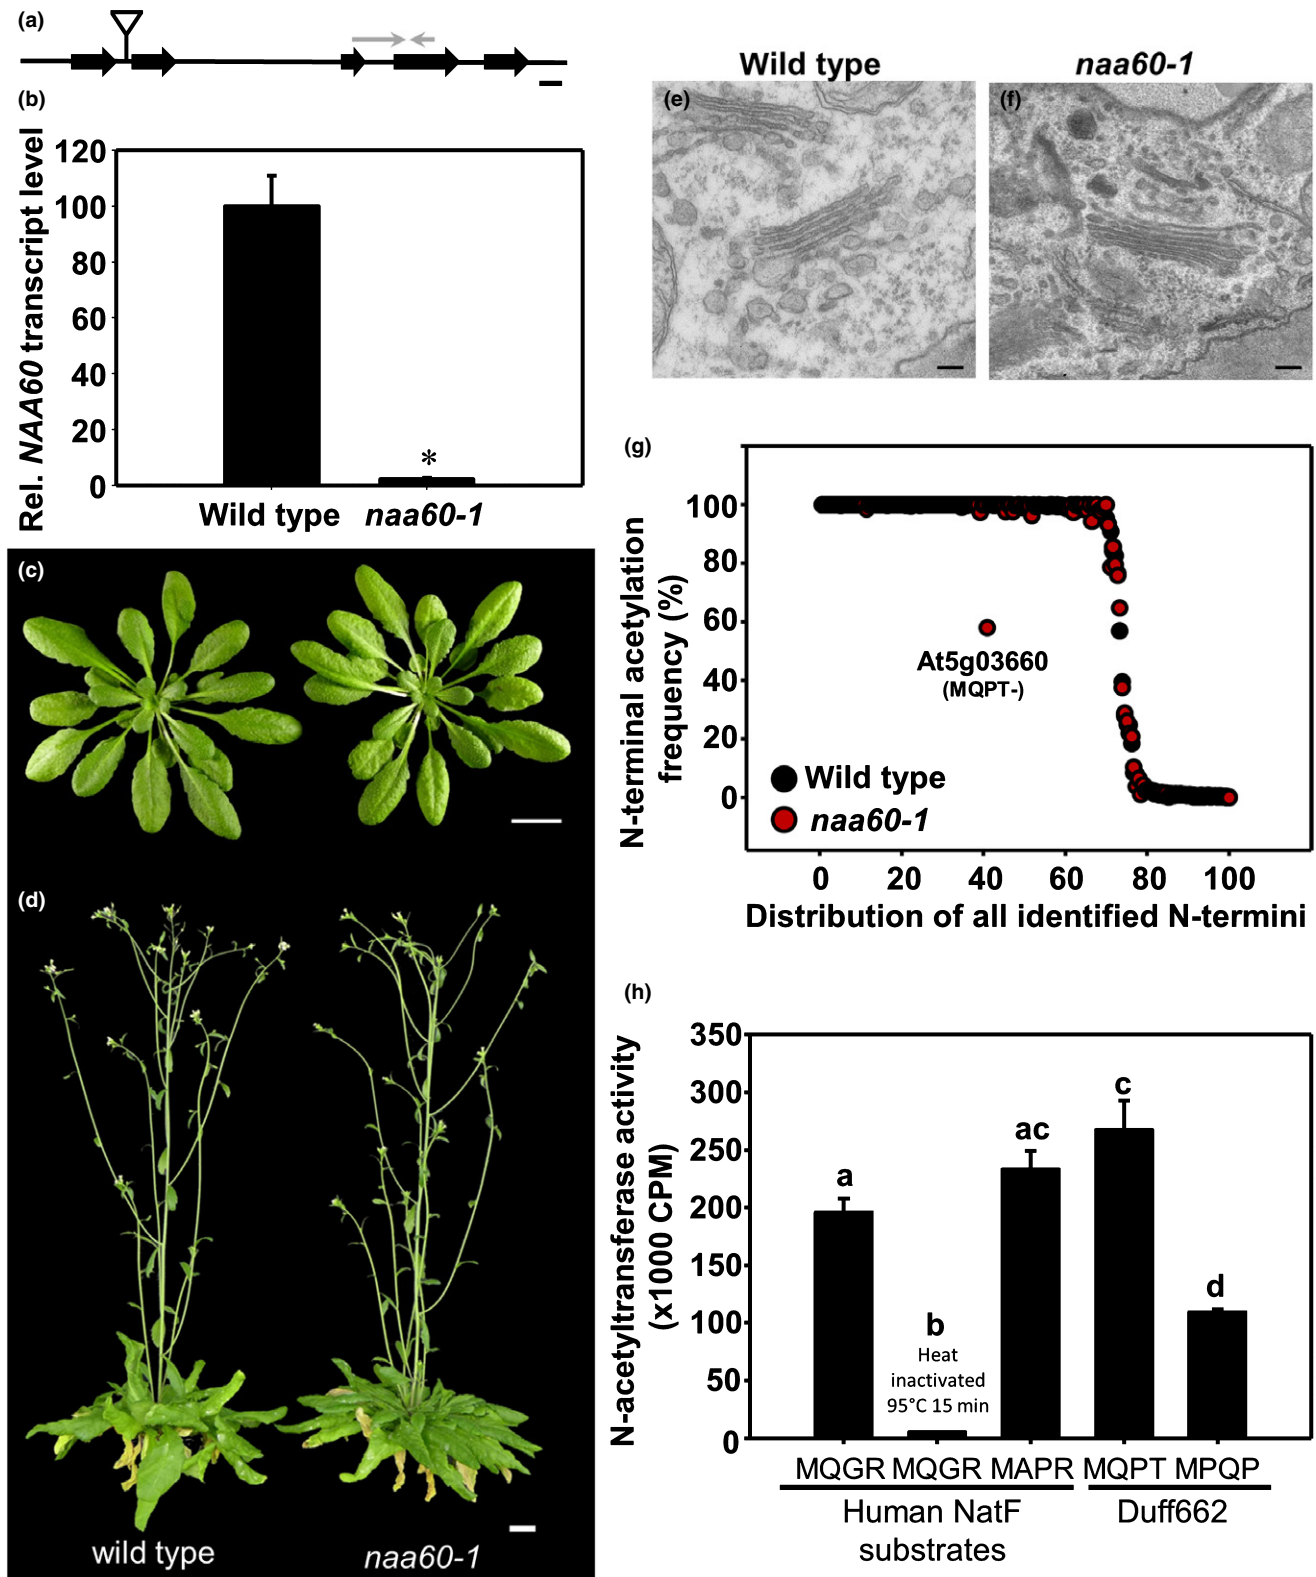 (a)
(b)
Rel. NAA60 transcript level
120
100
80
60
40
20
0
*
Wild type naa60-1
(c)
(d)
wild type naa60-1
Wild type naa60-1
(e)
(f)
(g)
N-terminal acetylation
frequency (%)
100
80
60
40
20
0
At5g03660
(MQPT-)
Wild type
naa60-1
0 20 40 60 80 100
Distribution of all identified N-termini
(h)
N-acetyltransferase activity
(x1000 CPM)
350
300
250
200
150
100
50
0
a
b
Heat
inactivated
95°C 15 min
ac
c
d
MQGR MQGR MAPR MQPT MPQP
Human NatF
substrates
Duff662